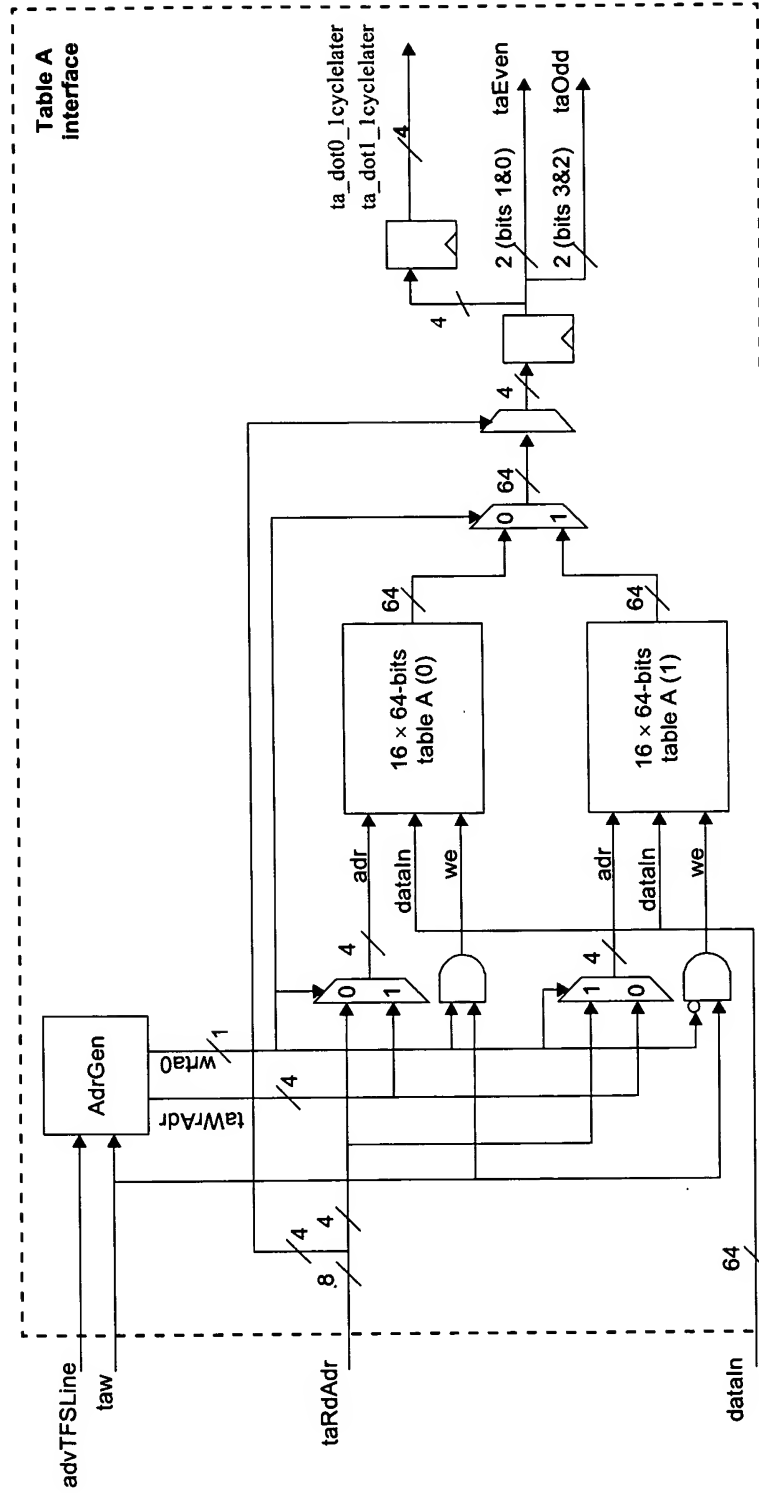 Table A
interface
advTFSLine
taw
AdrGen
taWrAdr
wrta0
4
1
taRdAdr
8
4
4
dataIn
64
0
1
4
adr
dataIn
we
16 × 64-bits
table A (0)
64
1
0
4
adr
dataIn
we
16 × 64-bits
table A (1)
64
0
1
64
4
4
ta_dot0_1cyclelater
ta_dot1_1cyclelater
4
2 (bits 1&0) taEven
2 (bits 3&2) taOdd